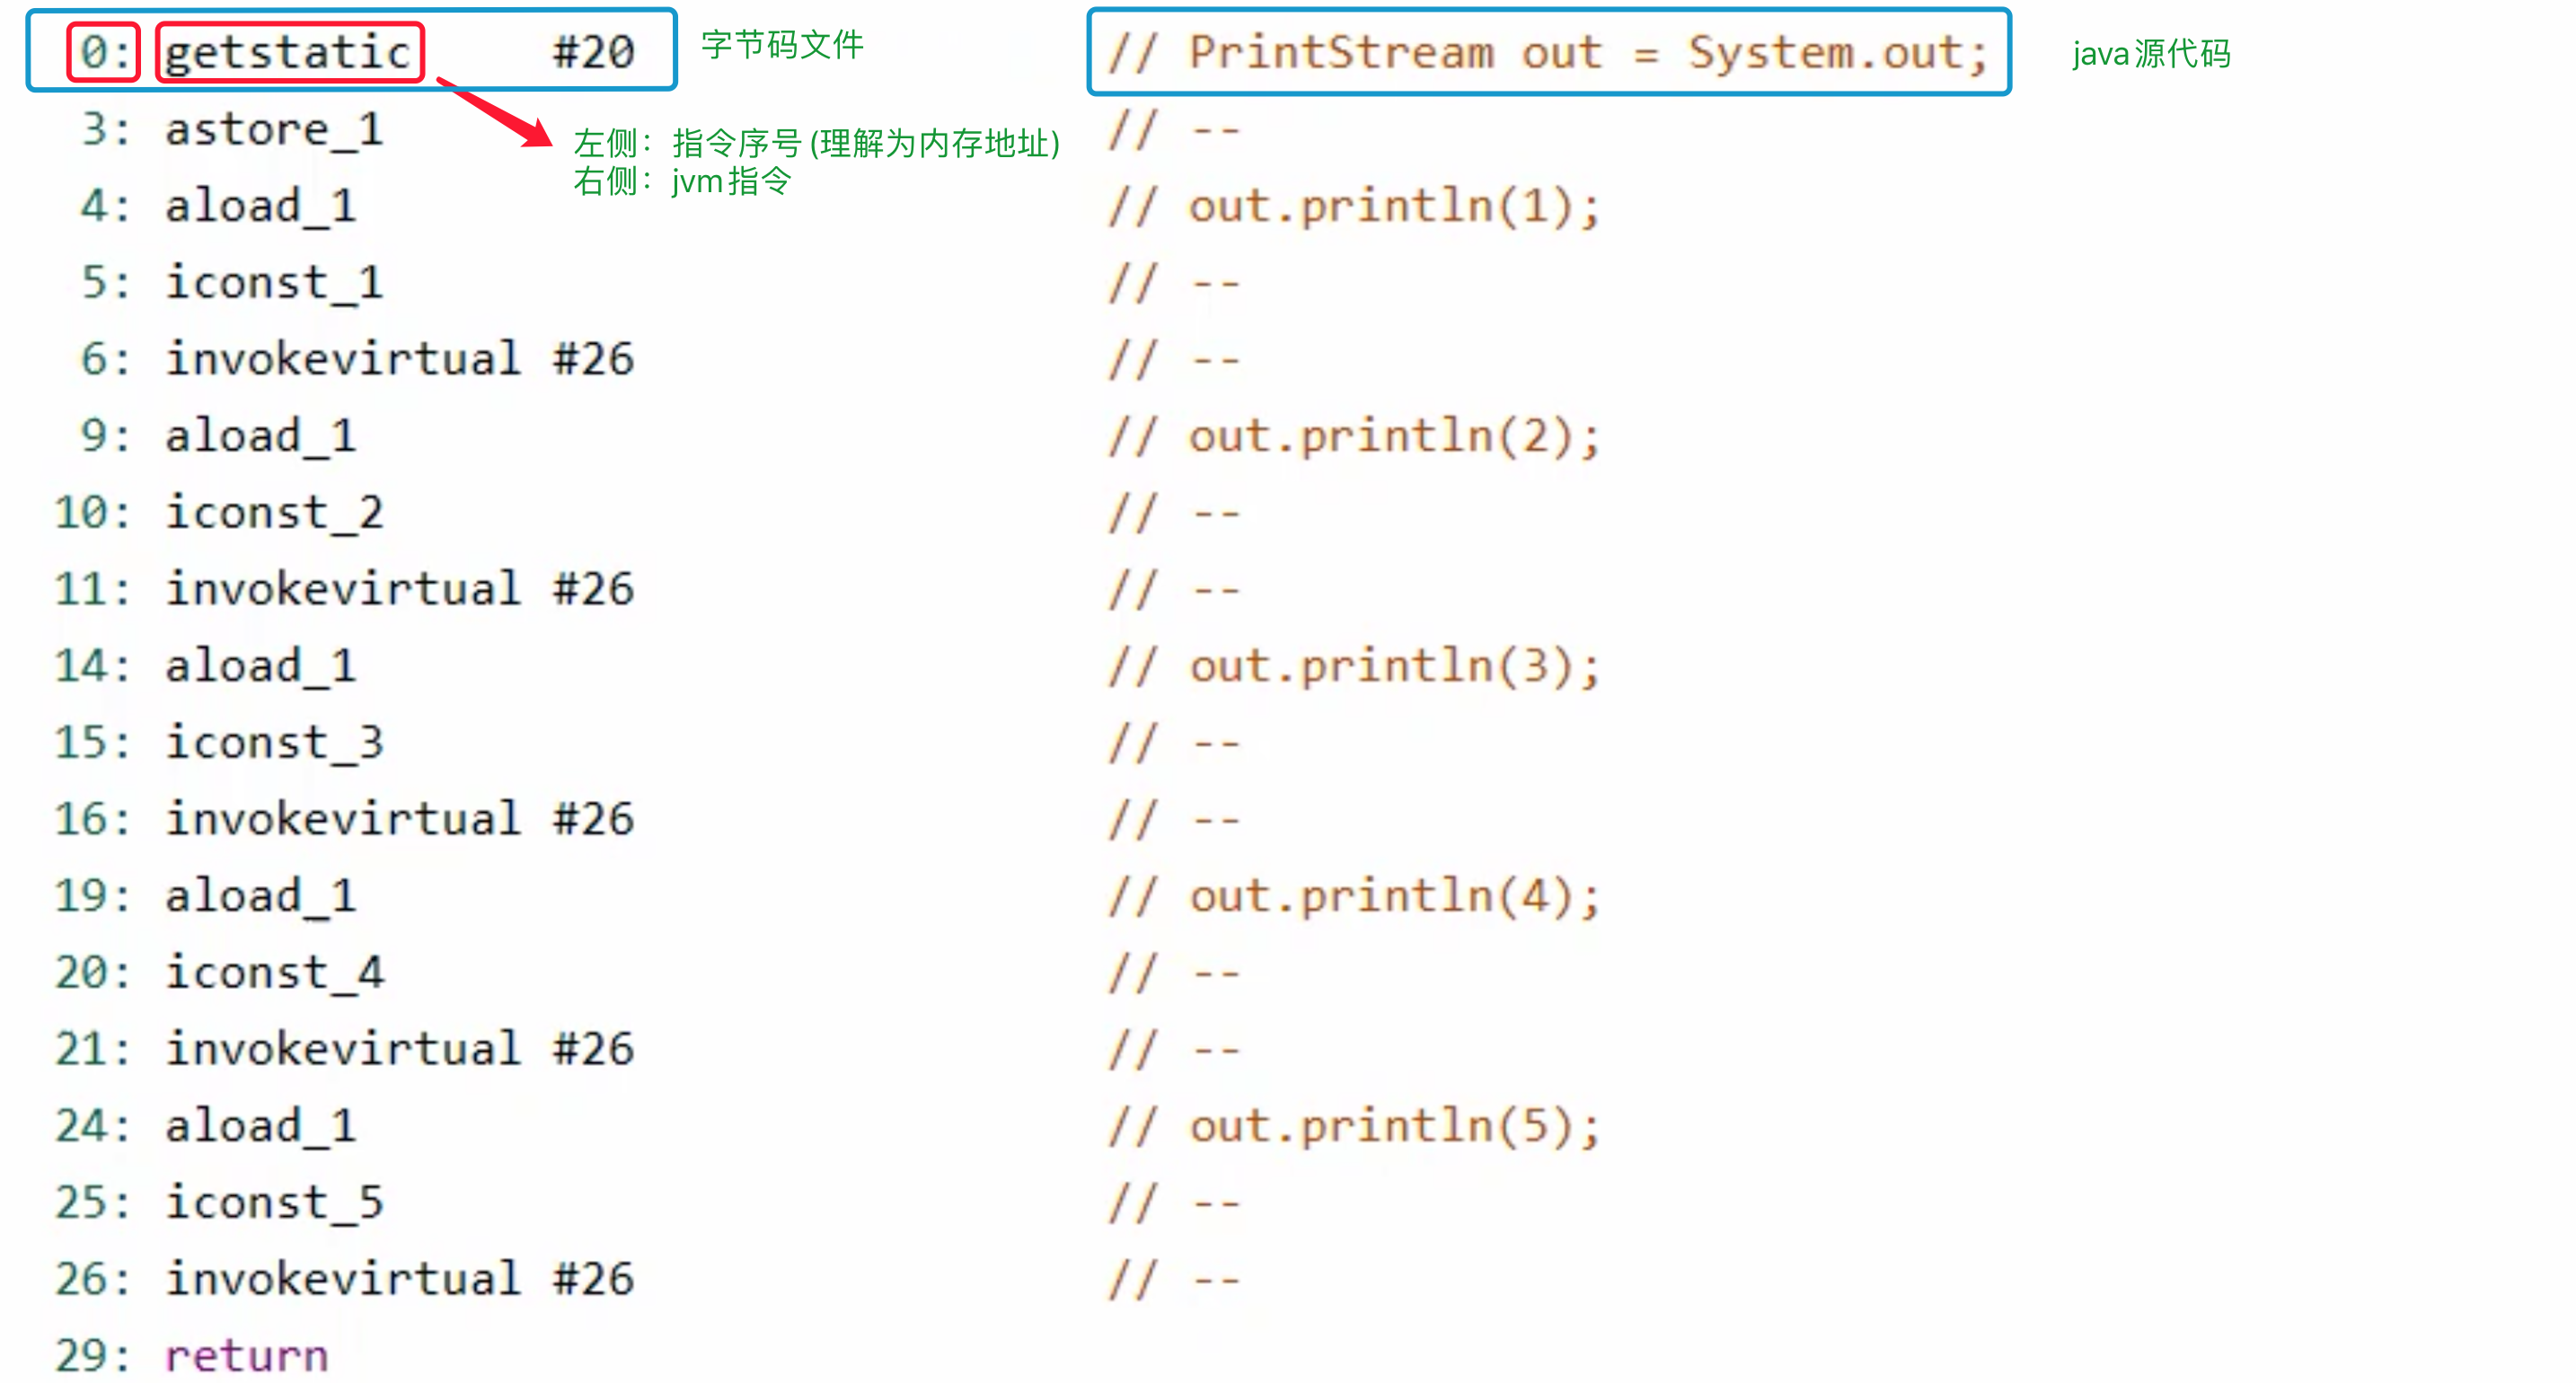 0: getstatic #20 字节码文件 // PrintStream out = System.out; java源代码
3: astore_1 // --
左侧：指令序号(理解为内存地址)
右侧：jvm指令
4: aload_1 // out.println(1);
5: iconst_1 // --
6: invokevirtual #26 // --
9: aload_1 // out.println(2);
10: iconst_2 // --
11: invokevirtual #26 // --
14: aload_1 // out.println(3);
15: iconst_3 // --
16: invokevirtual #26 // --
19: aload_1 // out.println(4);
20: iconst_4 // --
21: invokevirtual #26 // --
24: aload_1 // out.println(5);
25: iconst_5 // --
26: invokevirtual #26 // --
29: return